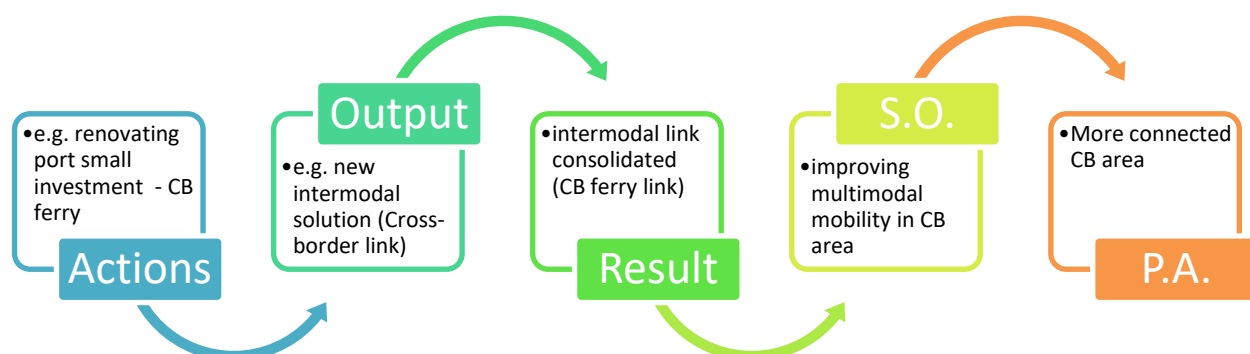 •e.g. renovating
port small
investment - CB
ferry
Actions
Output
•e.g. new
intermodal
solution (Cross-
border link)
•intermodal link
consolidated
(CB ferry link)
Result
S.O.
•improving
multimodal
mobility in CB
area
•More connected
CB area
P.A.